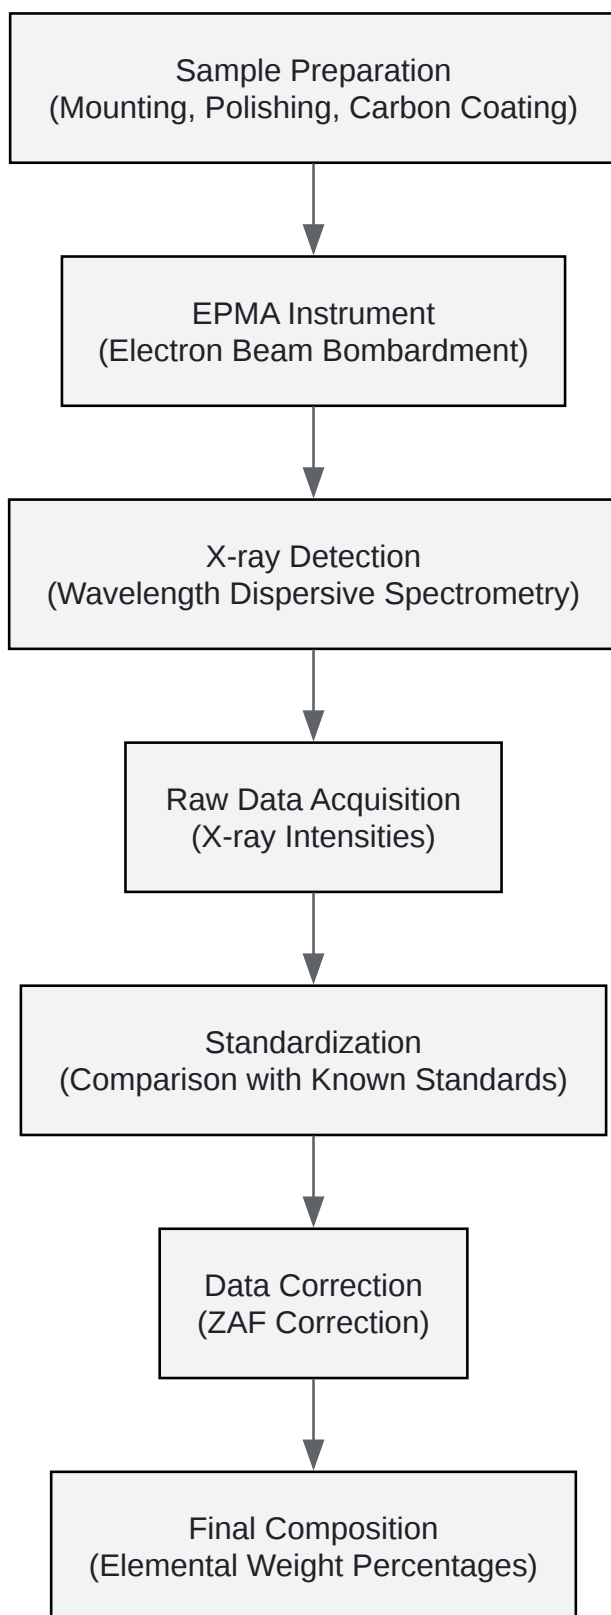 Sample Preparation
(Mounting, Polishing, Carbon Coating)
EPMA Instrument
(Electron Beam Bombardment)
X-ray Detection
(Wavelength Dispersive Spectrometry)
Raw Data Acquisition
(X-ray Intensities)
Standardization
(Comparison with Known Standards)
Data Correction
(ZAF Correction)
Final Composition
(Elemental Weight Percentages)